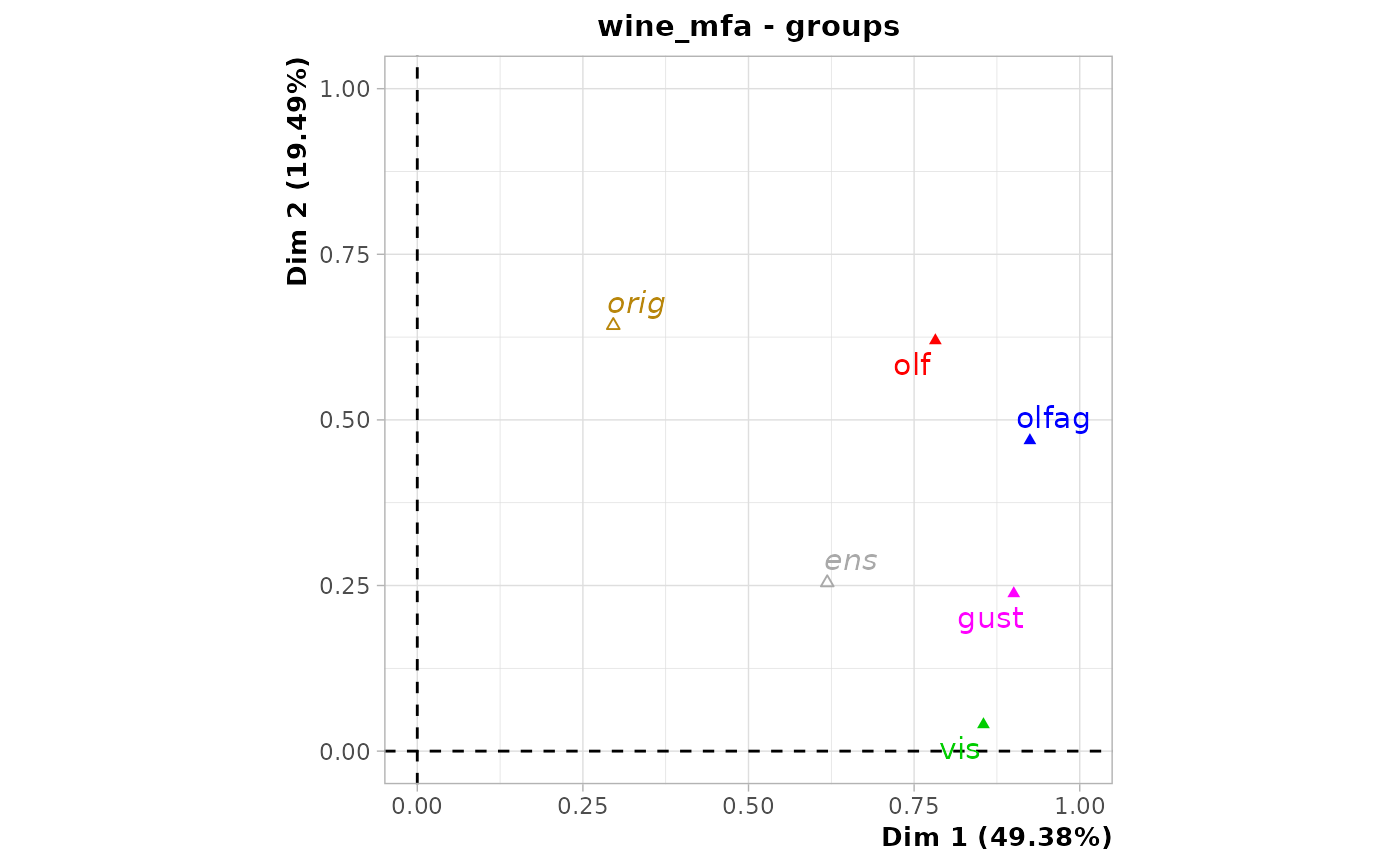 wine_mfa - groups
Dim 2 (19.49%)
1.00
0.75
0.50
0.25
0.00
orig
olf
olfag
ens
gust
vis
0.00 0.25 0.50 0.75 1.00
Dim 1 (49.38%)